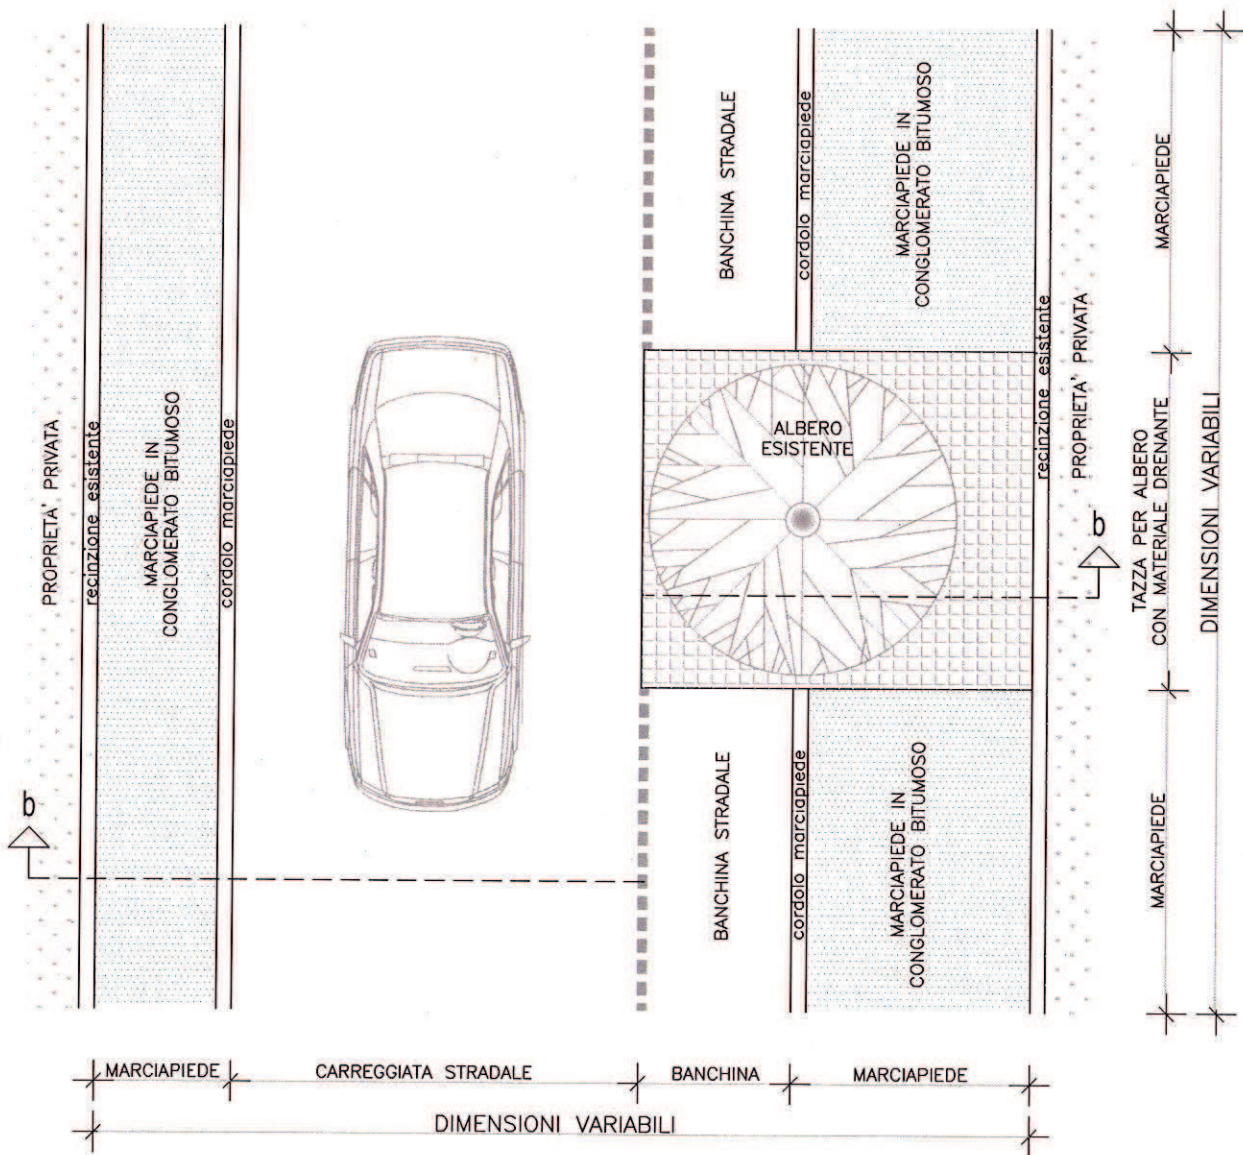 PROPRIETA' PRIVATA
recinzione esistente
MARCIAPIEDE IN
CONGLOMERATO BITUMOSO
cordolo marciapiede
BANCHINA STRADALE
cordolo marciapiede
MARCIAPIEDE IN
CONGLOMERATO BITUMOSO
recinzione esistente
PROPRIETA' PRIVATA
MARCIAPIEDE
ALBERO
ESISTENTE
b
TAZZA PER ALBERO
CON MATERIALE DRENANTE
DIMENSIONI VARIABILI
b
BANCHINA STRADALE
cordolo marciapiede
MARCIAPIEDE IN
CONGLOMERATO BITUMOSO
MARCIAPIEDE
MARCIAPIEDE
CARREGGIATA STRADALE
BANCHINA
MARCIAPIEDE
DIMENSIONI VARIABILI